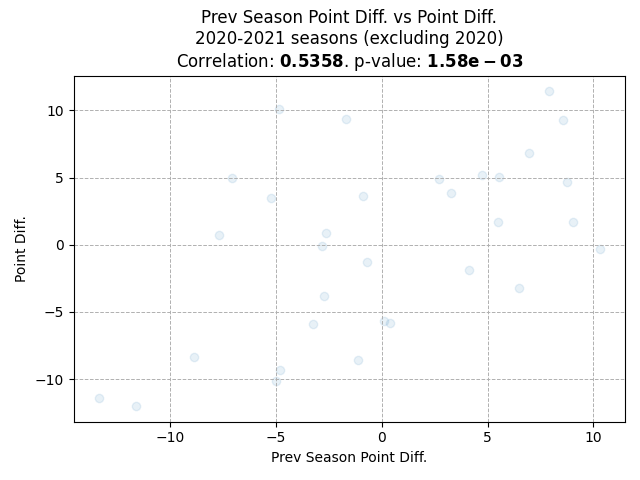 Prev Season Point Diff. vs Point Diff.
2020-2021 seasons (excluding 2020)
Correlation: 0.5358. p-value: 1.58e − 03
10
5
0
−5
−10
Point Diff.
−10
−5
0
5
10
Prev Season Point Diff.